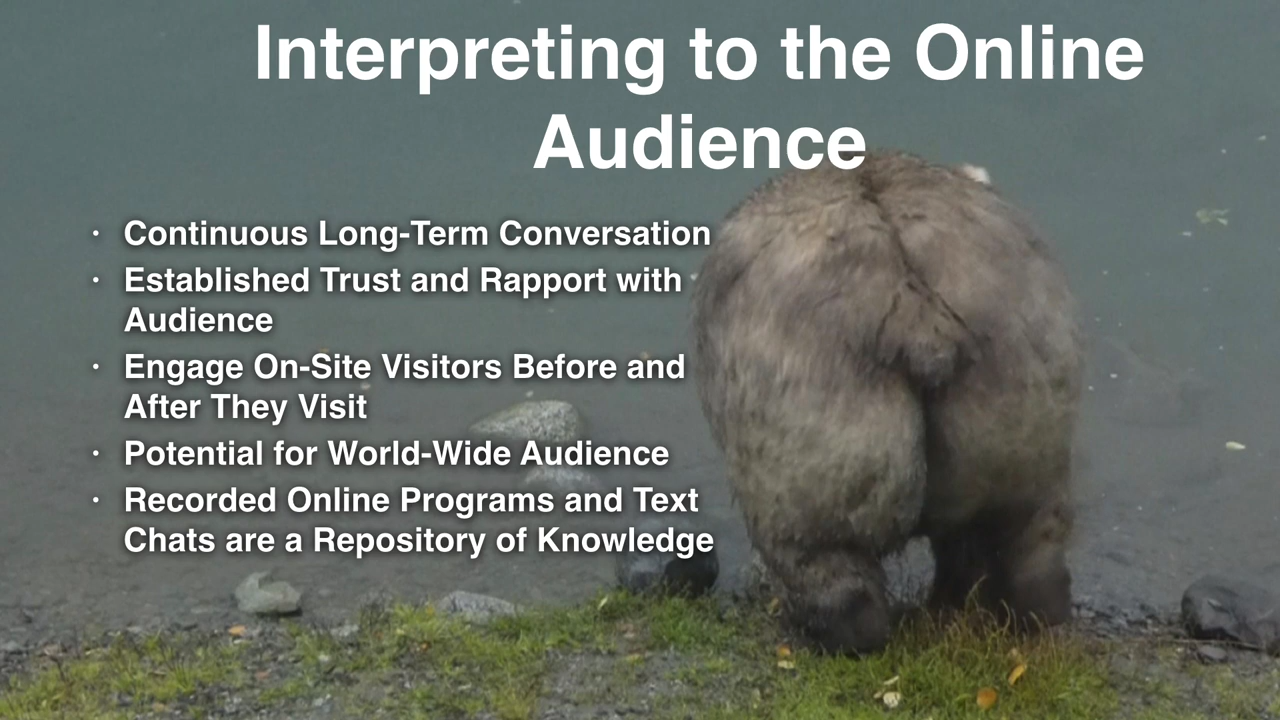 Interpreting to the Online
Audience
· Continuous Long-Term Conversation
· Established Trust and Rapport with
Audience
· Engage On-Site Visitors Before and
After They Visit
· Potential for World-Wide Audience
· Recorded Online Programs and Text
Chats are a Repository of Knowledge